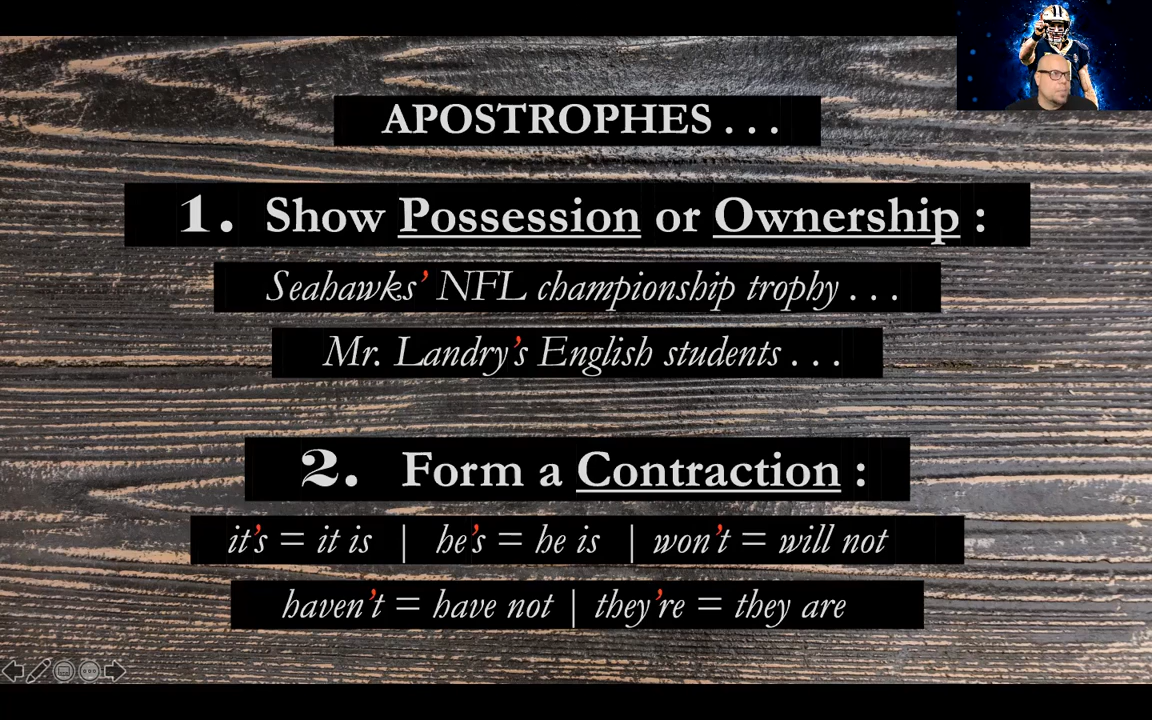 APOSTROPHES . . .
1. Show Possession or Ownership :
Seahawks’ NFL championship trophy . . .
Mr. Landry’s English students . . .
2. Form a Contraction :
it’s = it is | he’s = he is | won’t = will not
haven’t = have not | they’re = they are